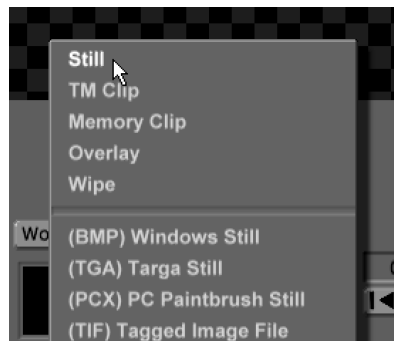 Still
TM Clip
Memory Clip
Overlay
Wipe
Wo
(BMP) Windows Still
(TGA) Targa Still
(PCX) PC Paintbrush Still
(TIF) Tagged Image File